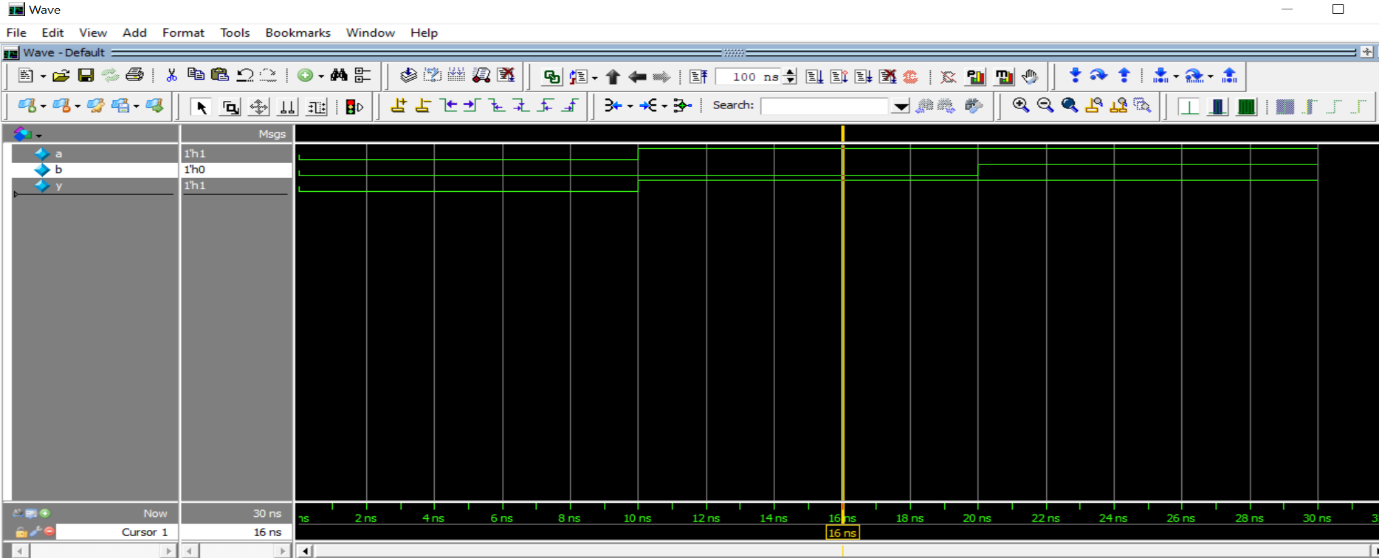 Wave
File Edit View Add Format Tools Bookmarks Window Help
Wave - Default
100 ns
Search:
Msgs
a 1'h1
b 1'h0
y 1'h1
Now 30 ns
ns 2 ns 4 ns 6 ns 8 ns 10 ns 12 ns 14 ns 16 ns 18 ns 20 ns 22 ns 24 ns 26 ns 28 ns 30 ns 3
Cursor 1 16 ns
16 ns